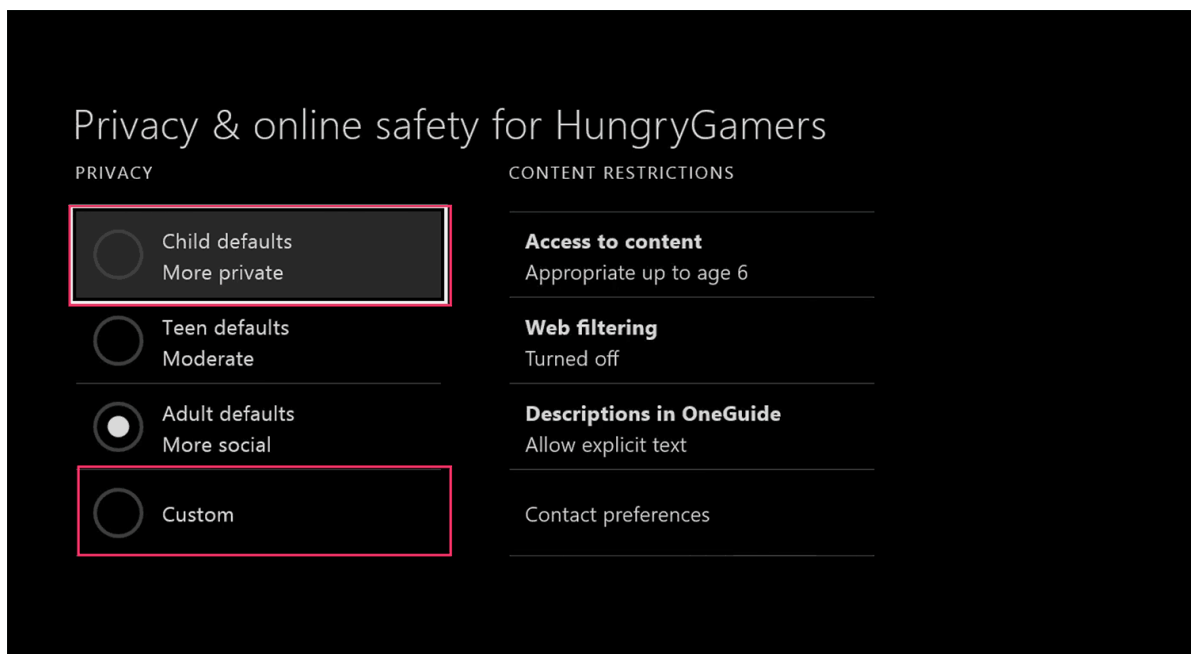 Privacy & online safety for HungryGamers
PRIVACY
Child defaults
More private
Teen defaults
Moderate
Adult defaults
More social
Custom
CONTENT RESTRICTIONS
Access to content
Appropriate up to age 6
Web filtering
Turned off
Descriptions in OneGuide
Allow explicit text
Contact preferences